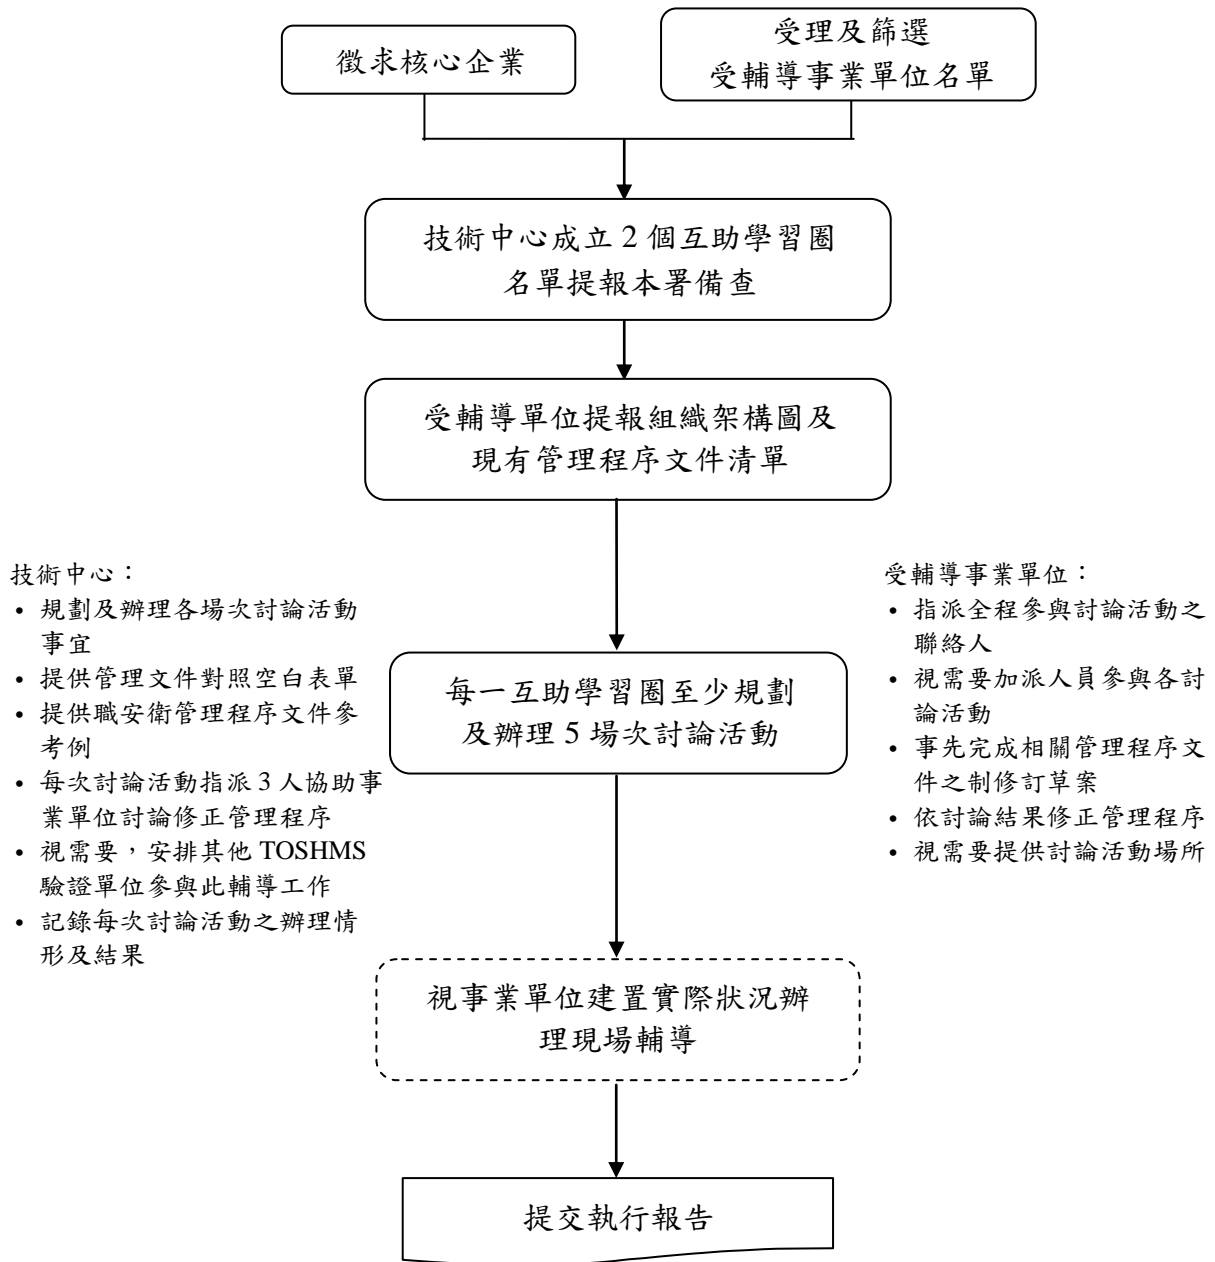 徵求核心企業
受理及篩選
受輔導事業單位名單
技術中心成立 2 個互助學習圈
名單提報本署備查
受輔導單位提報組織架構圖及
現有管理程序文件清單
技術中心：
• 規劃及辦理各場次討論活動
事宜
• 提供管理文件對照空白表單
• 提供職安衛管理程序文件參
考例
• 每次討論活動指派 3 人協助事
業單位討論修正管理程序
• 視需要，安排其他 TOSHMS
驗證單位參與此輔導工作
• 記錄每次討論活動之辦理情
形及結果
每一互助學習圈至少規劃
及辦理 5 場次討論活動
受輔導事業單位：
• 指派全程參與討論活動之
聯絡人
• 視需要加派人員參與各討
論活動
• 事先完成相關管理程序文
件之制修訂草案
• 依討論結果修正管理程序
• 視需要提供討論活動場所
視事業單位建置實際狀況辦
理現場輔導
提交執行報告